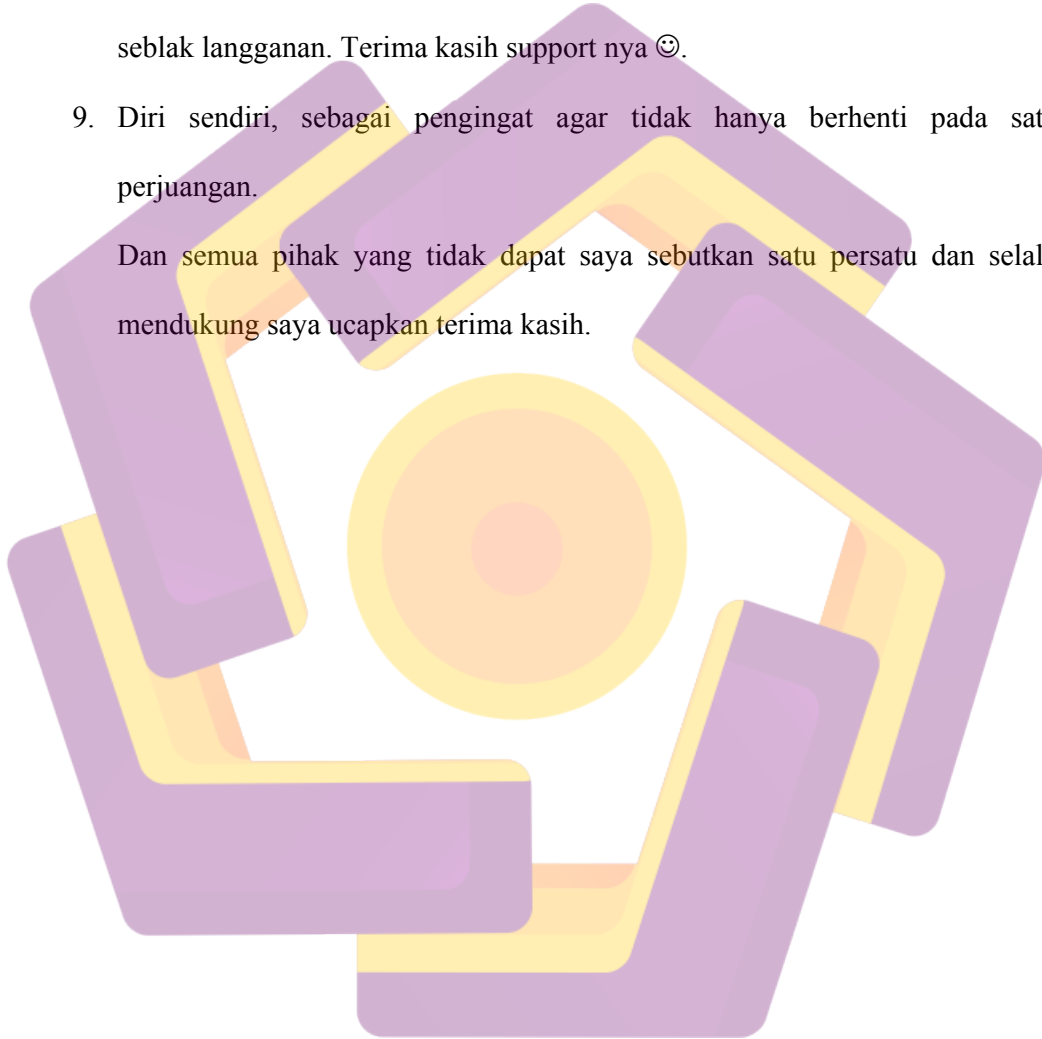 seblak langganan. Terima kasih support nya ☺.
9. Diri sendiri, sebagai pengingat agar tidak hanya berhenti pada sat
perjuangan.
Dan semua pihak yang tidak dapat saya sebutkan satu persatu dan selal
mendukung saya ucapkan terima kasih.